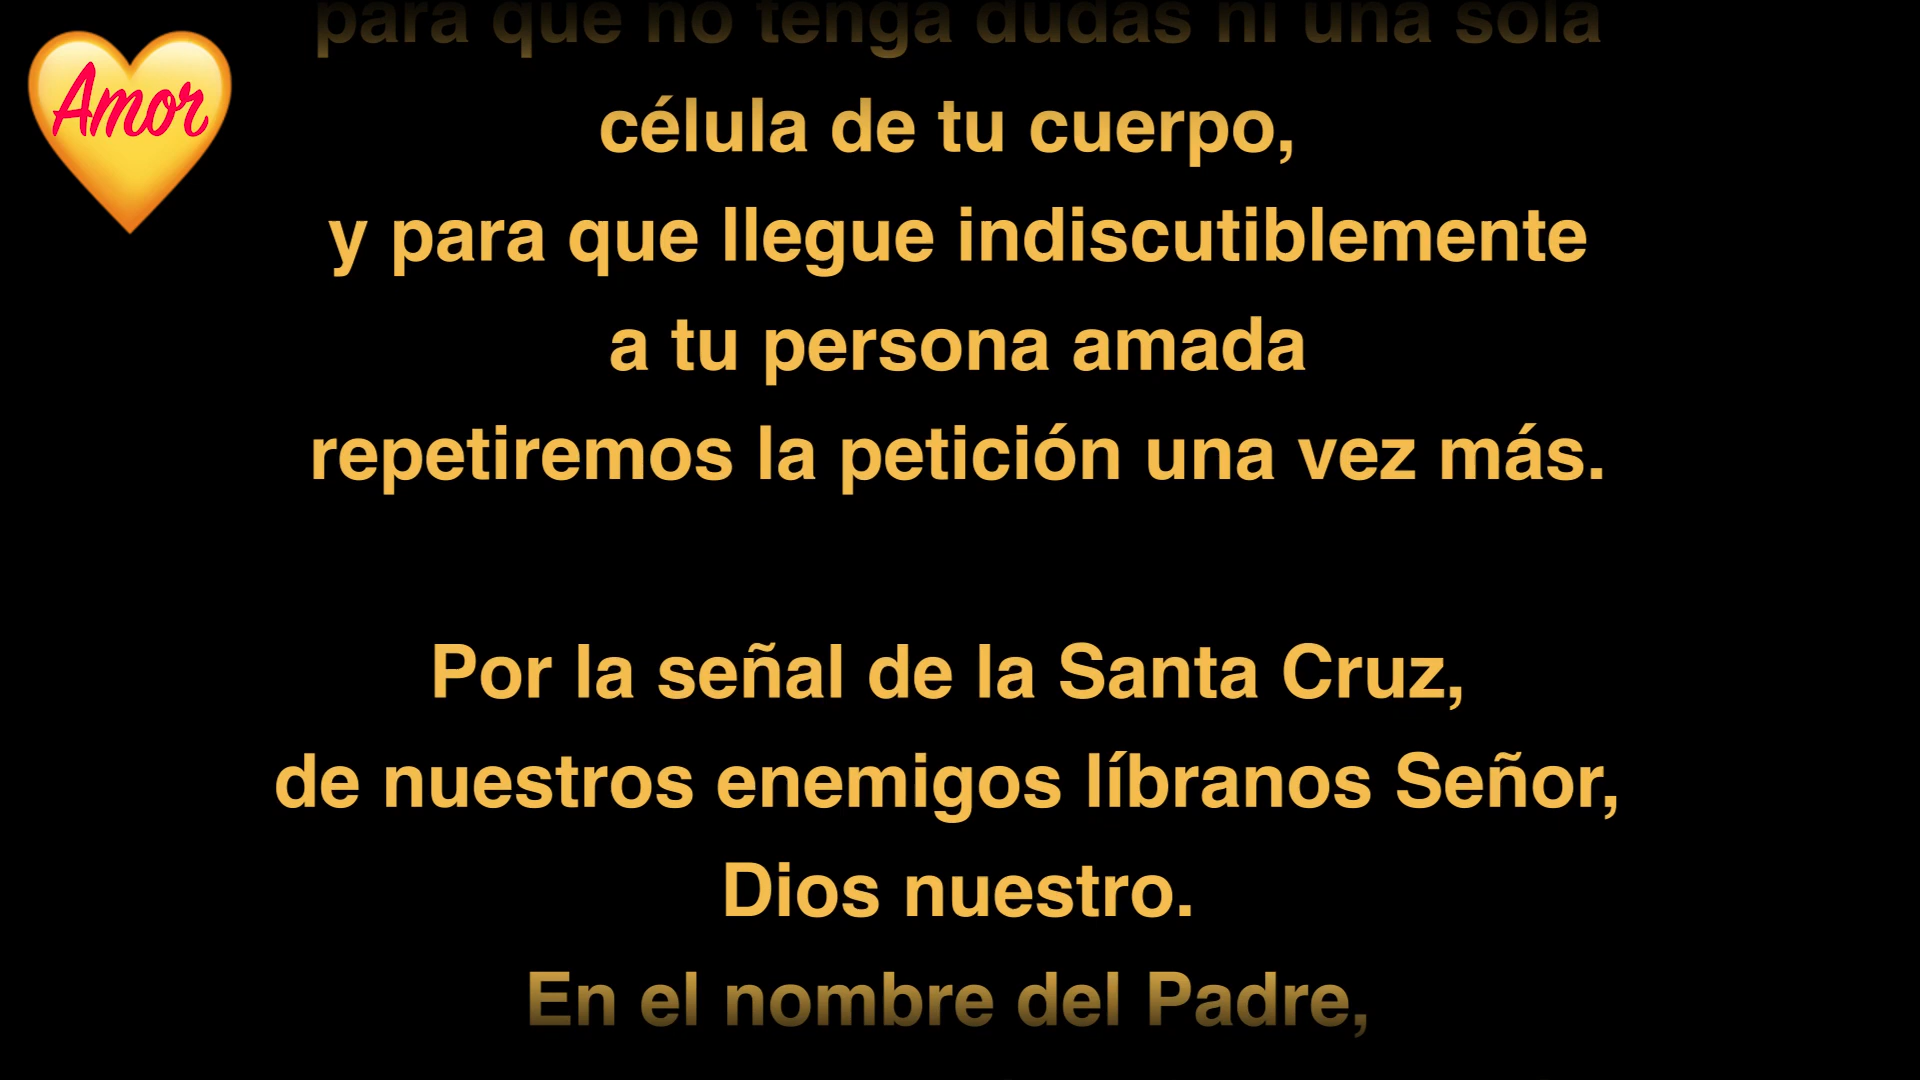 Amor
para que no tenga dudas ni una sola
célula de tu cuerpo,
y para que llegue indiscutiblemente
a tu persona amada
repetiremos la petición una vez más.
Por la señal de la Santa Cruz,
de nuestros enemigos líbranos Señor,
Dios nuestro.
En el nombre del Padre,